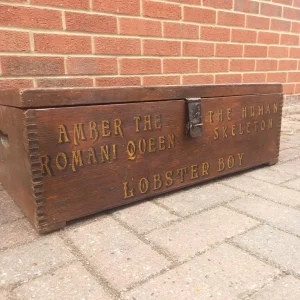 AMBER THE
ROMANI QUEEN
THE HUMAN
SKELETON
LOBSTER BOY